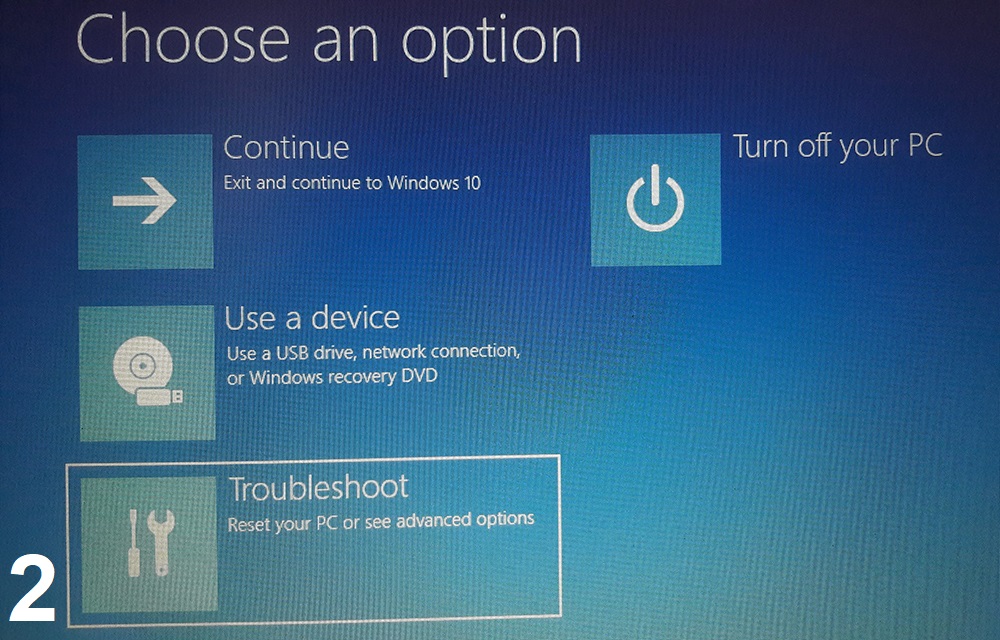 Choose an option
Continue
Exit and continue to Windows 10
Turn off your PC
Use a device
Use a USB drive, network connection,
or Windows recovery DVD
Troubleshoot
Reset your PC or see advanced options
2